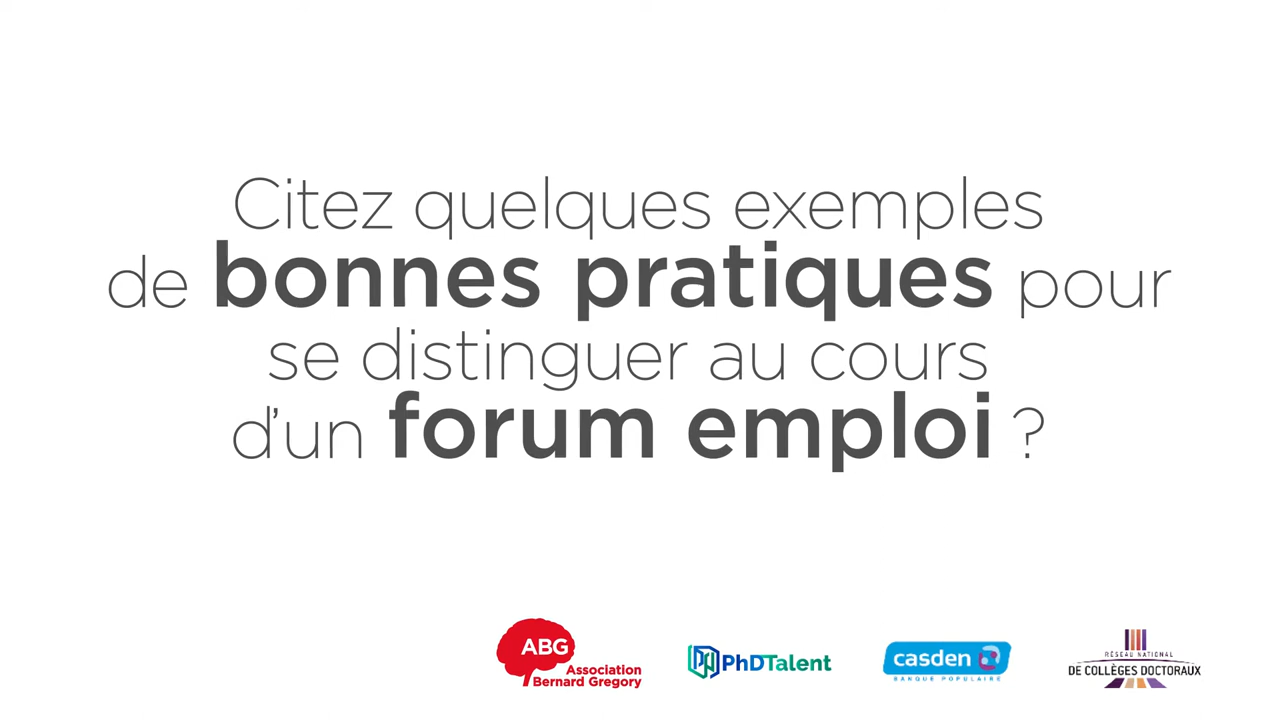 Citez quelques exemples
de bonnes pratiques pour
se distinguer au cours
d'un forum emploi ?
ABG
Association
Bernard Gregory
PhDTalent
casden
BANQUE POPULAIRE
RÉSEAU NATIONAL
DE COLLÈGES DOCTORAUX